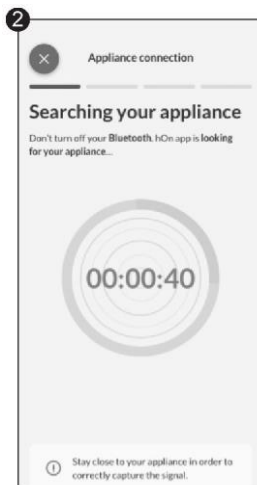 2
Appliance connection
Searching your appliance
Don't turn off your Bluetooth, hOn app is looking
for your appliance...
00:00:40
Stay close to your appliance in order to
correctly capture the signal.